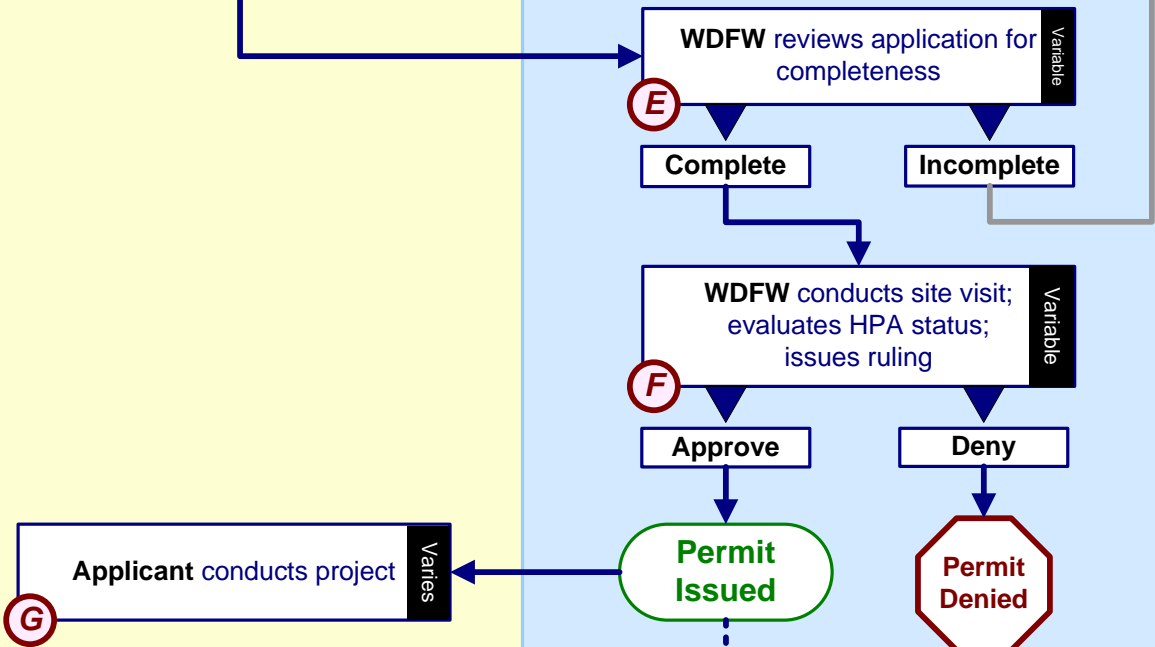 WDFW reviews application for
completeness
Variable
E
Complete
Incomplete
WDFW conducts site visit;
evaluates HPA status;
issues ruling
Variable
F
Approve
Deny
Applicant conducts project
Varies
G
Permit
Issued
Permit
Denied